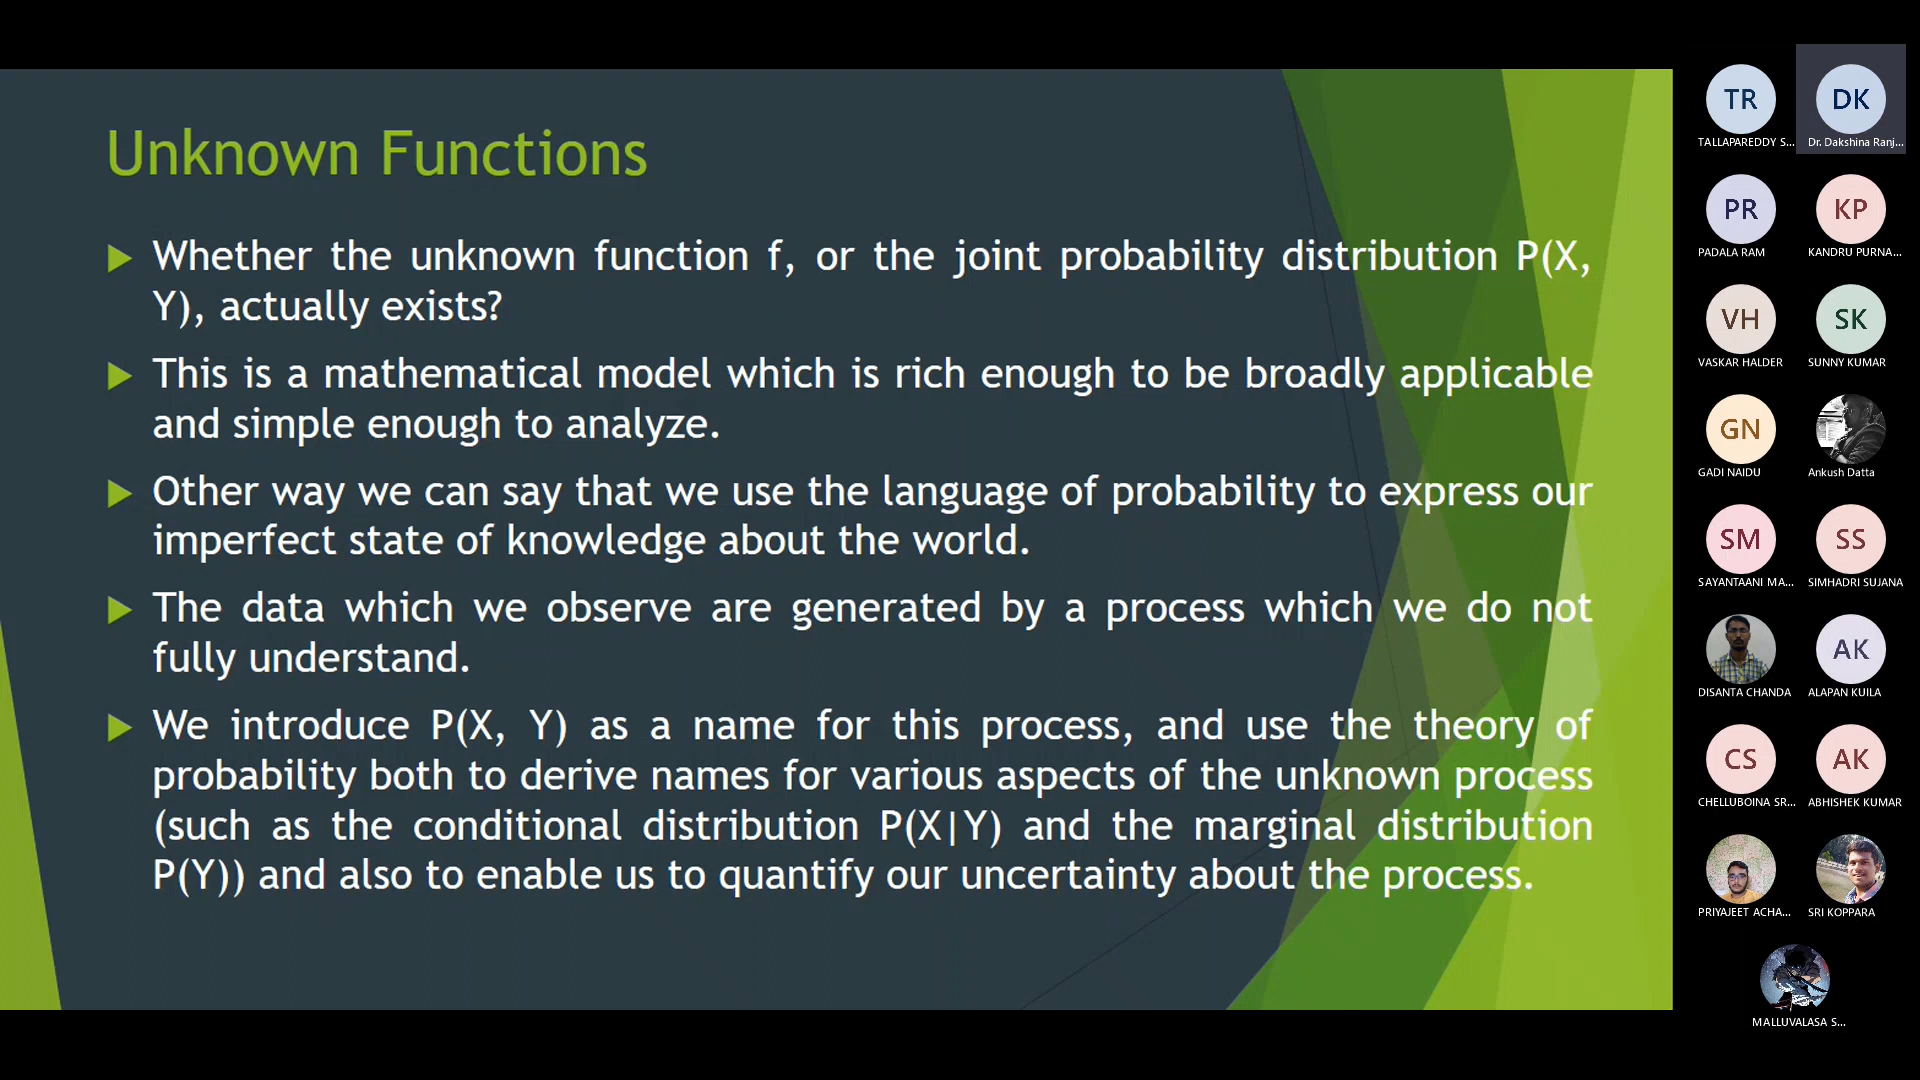 Unknown Functions
Whether the unknown function f, or the joint probability distribution P(X,
Y), actually exists?
This is a mathematical model which is rich enough to be broadly applicable
and simple enough to analyze.
Other way we can say that we use the language of probability to express our
imperfect state of knowledge about the world.
The data which we observe are generated by a process which we do not
fully understand.
We introduce P(X, Y) as a name for this process, and use the theory of
probability both to derive names for various aspects of the unknown process
(such as the conditional distribution P(X|Y) and the marginal distribution
P(Y)) and also to enable us to quantify our uncertainty about the process.
TR
TALLAPAREDDY S...
DK
Dr. Dakshina Ranj...
PR
PADALA RAM
KP
KANDRU PURNA...
VH
VASKAR HALDER
SK
SUNNY KUMAR
GN
GADI NAIDU
Ankush Datta
SM
SAYANTAANI MA...
SS
SIMHADRI SUJANA
DISANTA CHANDA
AK
ALAPAN KUILA
CS
CHELLUBOINA SR...
AK
ABHISHEK KUMAR
PRIYAJEET ACHA...
SRI KOPPARA
MALLUVALASA S...